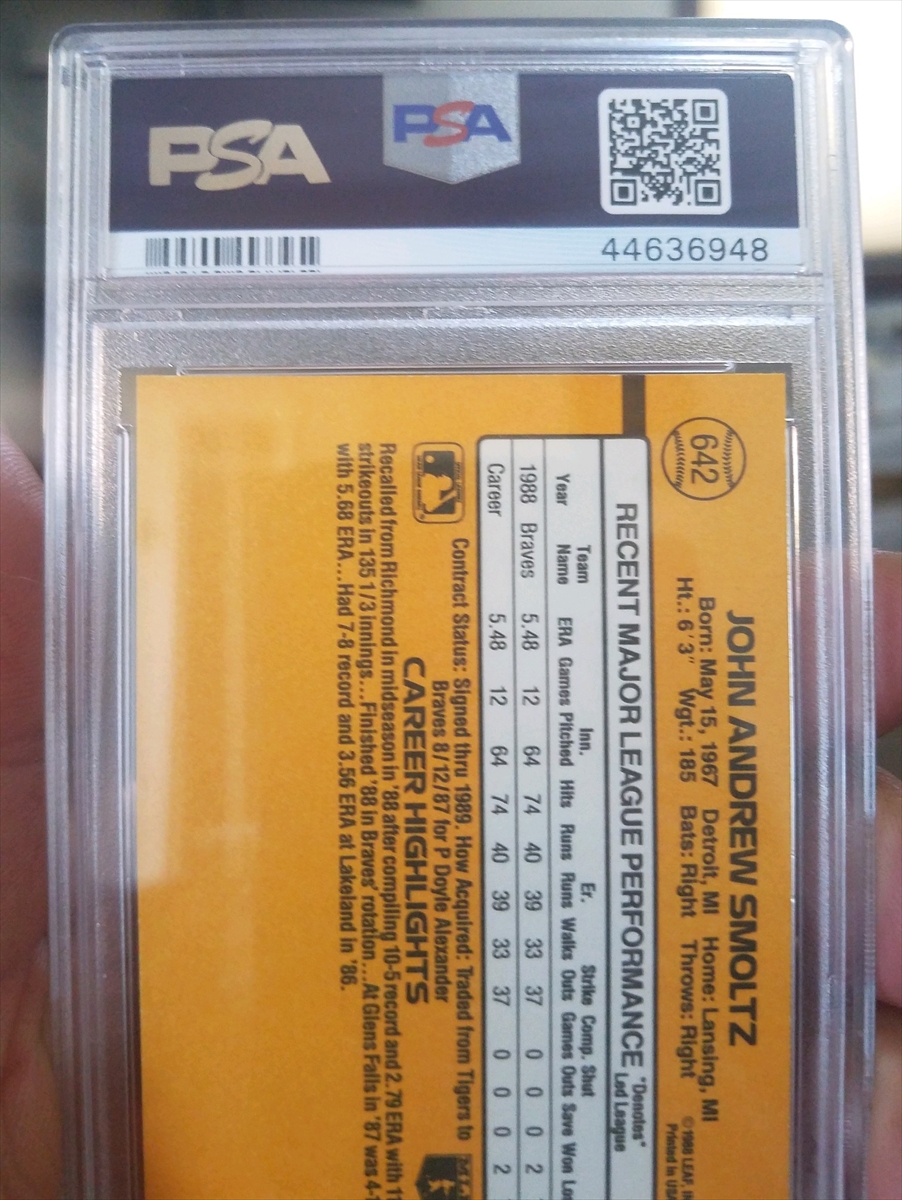 PSA
PSA
44636948
642
JOHN ANDREW SMOLTZ
Born: May 15, 1967 Detroit, MI Home: Lansing, MI
Ht.: 6'3" Wgt.: 185 Bats: Right Throws: Right
©1988 LEAF,
Printed in USA
RECENT MAJOR LEAGUE PERFORMANCE *Denotes* Led League
Inn. Er. Strike Comp. Shut
Year Team Name ERA Games Pitched Hits Runs Runs Walks Outs Games Outs Save Won
1988 Braves 5.48 12 64 74 40 39 33 37 0 0 0 2
Career 5.48 12 64 74 40 39 33 37 0 0 0 2
Contract Status: Signed thru 1989. How Acquired: Traded from Tigers to
Braves 8/12/87 for P Doyle Alexander
CAREER HIGHLIGHTS
Recalled from Richmond in midseason in '88 after compiling 10-5 record and 2.79 ERA with
strikeouts in 135 1/3 innings...Finished '88 in Braves' rotation...At Glens Falls in '87 was
with 5.68 ERA...Had 7-8 record and 3.56 ERA at Lakeland in '86.